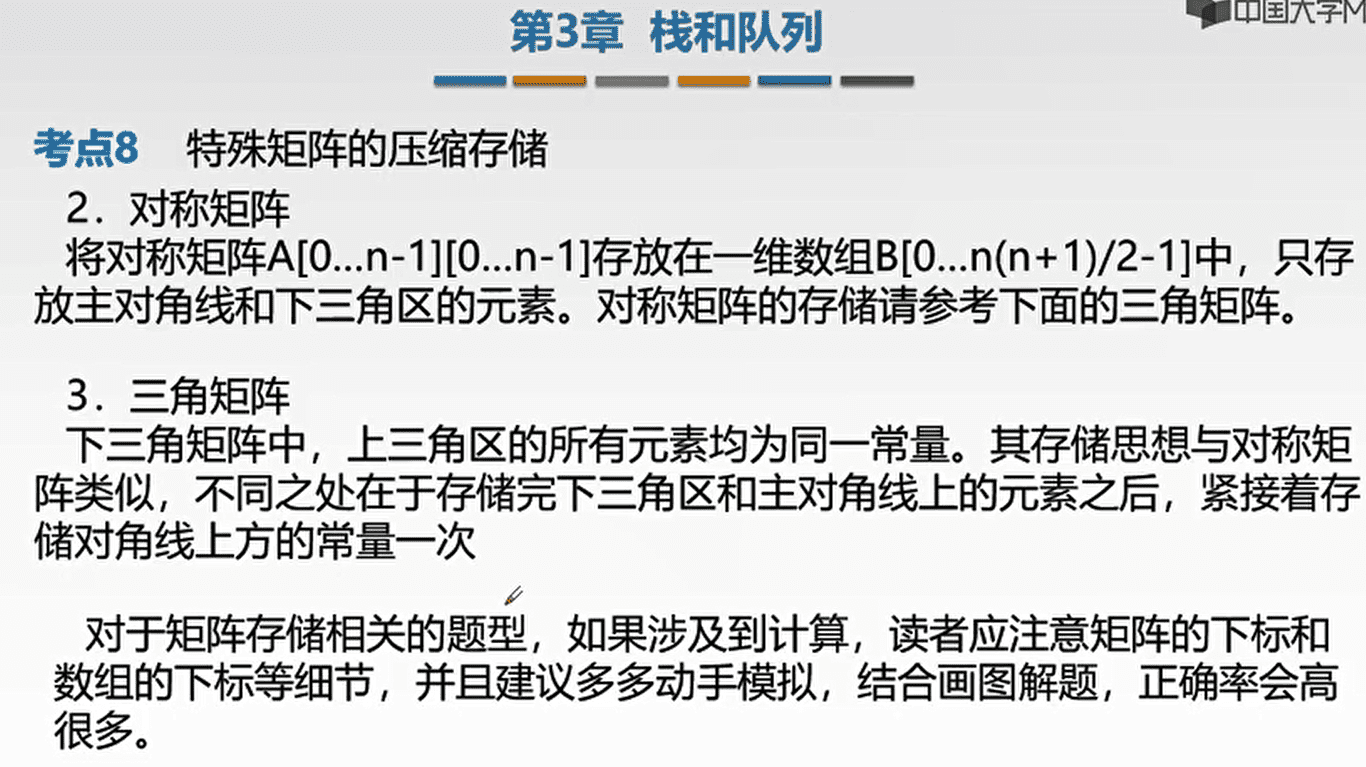 中国大学M
第3章 栈和队列
考点8 特殊矩阵的压缩存储
2．对称矩阵
将对称矩阵A[0...n-1][0...n-1]存放在一维数组B[0...n(n+1)/2-1]中，只存
放主对角线和下三角区的元素。对称矩阵的存储请参考下面的三角矩阵。
3．三角矩阵
下三角矩阵中，上三角区的所有元素均为同一常量。其存储思想与对称矩
阵类似，不同之处在于存储完下三角区和主对角线上的元素之后，紧接着存
储对角线上方的常量一次
对于矩阵存储相关的题型，如果涉及到计算，读者应注意矩阵的下标和
数组的下标等细节，并且建议多多动手模拟，结合画图解题，正确率会高
很多。